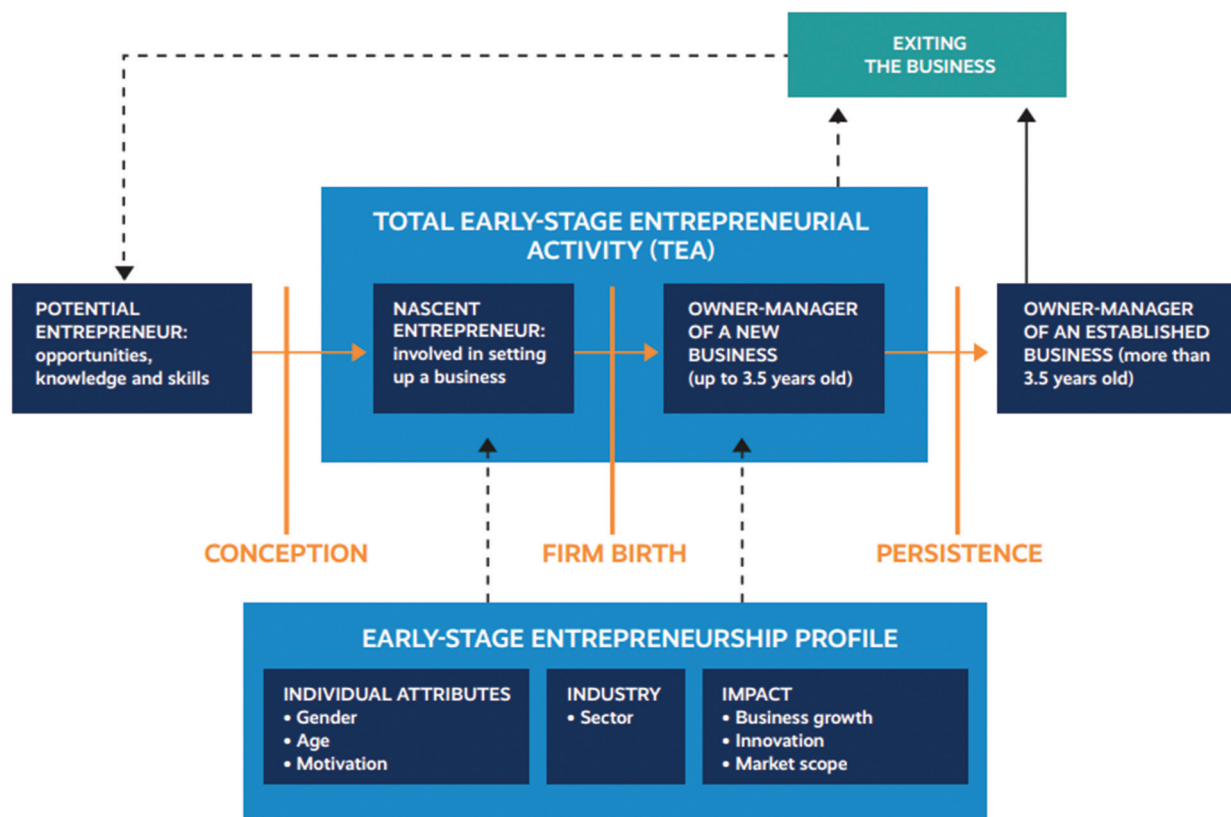 EXITING
THE BUSINESS
TOTAL EARLY-STAGE ENTREPRENEURIAL
ACTIVITY (TEA)
POTENTIAL
ENTREPRENEUR:
opportunities,
knowledge and skills
NASCENT
ENTREPRENEUR:
involved in setting
up a business
OWNER-MANAGER
OF A NEW
BUSINESS
(up to 3.5 years old)
OWNER-MANAGER
OF AN ESTABLISHED
BUSINESS (more than
3.5 years old)
CONCEPTION
FIRM BIRTH
PERSISTENCE
EARLY-STAGE ENTREPRENEURSHIP PROFILE
INDIVIDUAL ATTRIBUTES
• Gender
• Age
• Motivation
INDUSTRY
• Sector
IMPACT
• Business growth
• Innovation
• Market scope